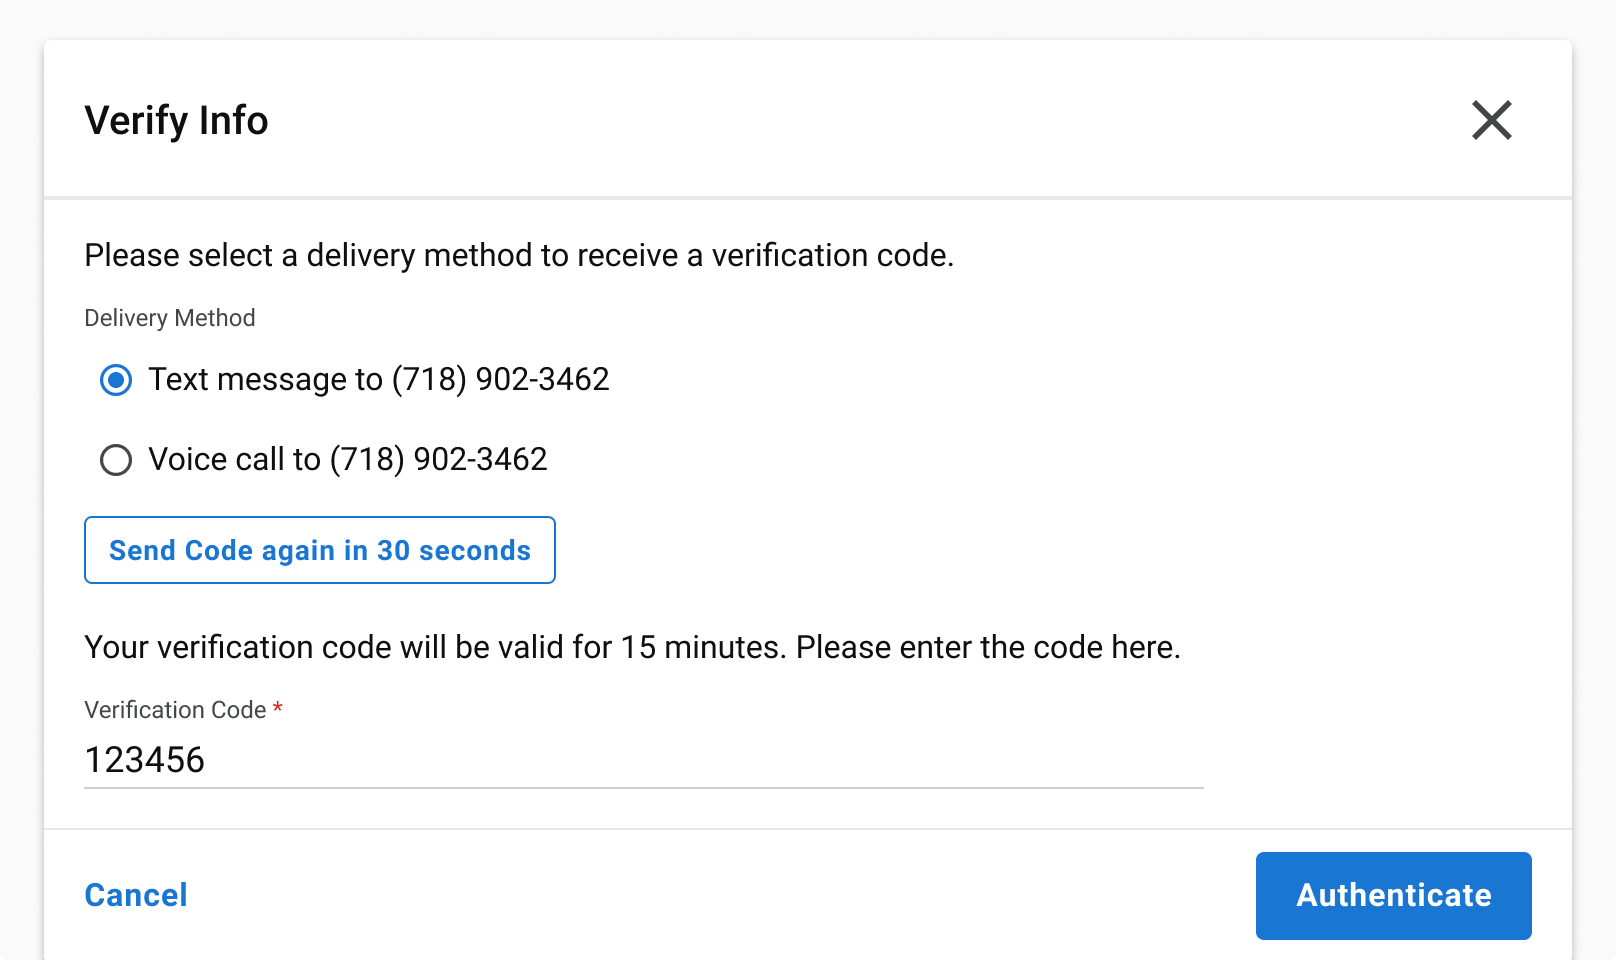 Verify Info
Please select a delivery method to receive a verification code.
Delivery Method
Text message to (718) 902-3462
Voice call to (718) 902-3462
Send Code again in 30 seconds
Your verification code will be valid for 15 minutes. Please enter the code here.
Verification Code *
123456
Cancel
Authenticate